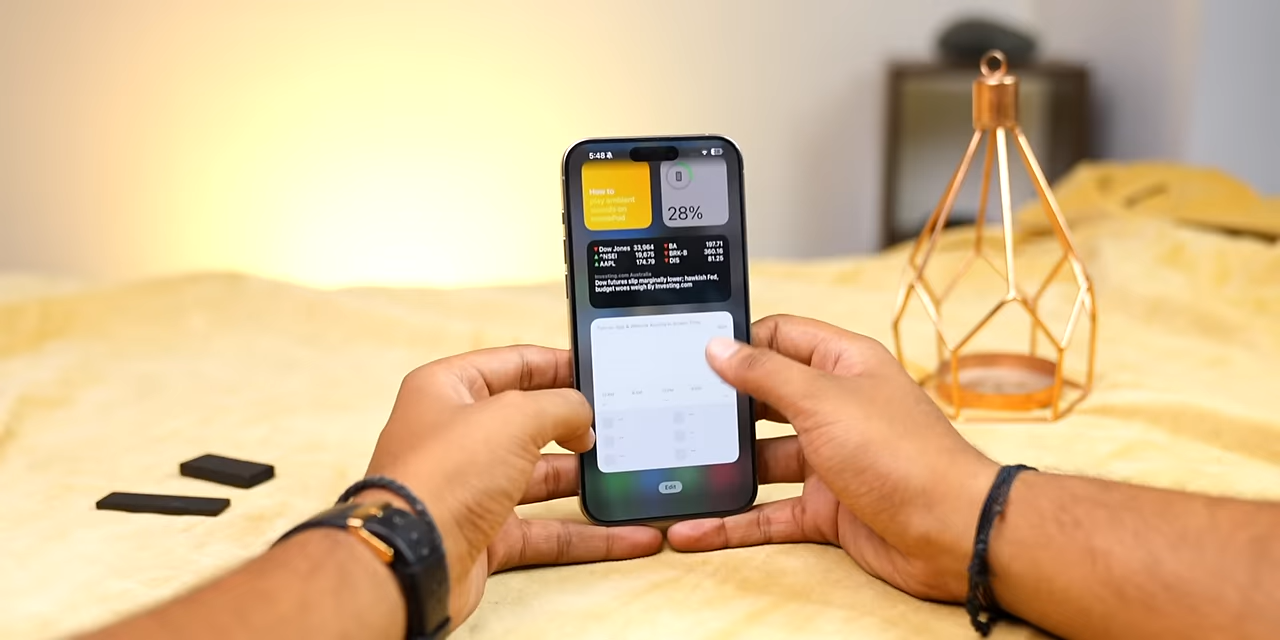 5:48
How to
play ambient
sounds on
HomePod
28%
Dow Jones 33,964 BA 197.71
^NSEI 19,675 BRK-B 360.16
AAPL 174.79 DIS 81.25
Investing.com Australia
Dow futures slip marginally lower; hawkish Fed,
budget woes weigh By Investing.com
Edit